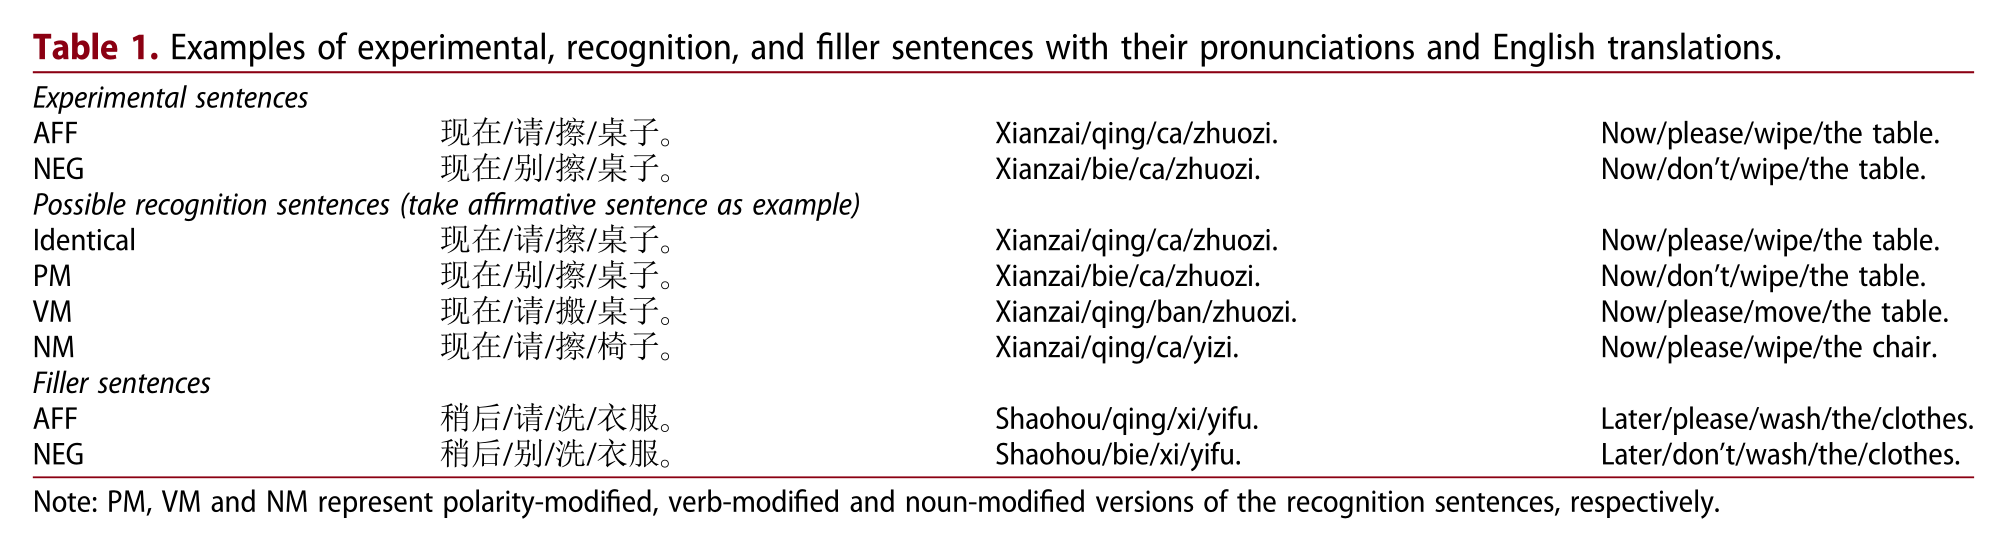 Table 1. Examples of experimental, recognition, and filler sentences with their pronunciations and English translations.
Experimental sentences
AFF 现在/请/擦/桌子。 Xianzai/qing/ca/zhuozi. Now/please/wipe/the table.
NEG 现在/别/擦/桌子。 Xianzai/bie/ca/zhuozi. Now/don’t/wipe/the table.
Possible recognition sentences (take affirmative sentence as example)
Identical 现在/请/擦/桌子。 Xianzai/qing/ca/zhuozi. Now/please/wipe/the table.
PM 现在/别/擦/桌子。 Xianzai/bie/ca/zhuozi. Now/don’t/wipe/the table.
VM 现在/请/搬/桌子。 Xianzai/qing/ban/zhuozi. Now/please/move/the table.
NM 现在/请/擦/椅子。 Xianzai/qing/ca/yizi. Now/please/wipe/the chair.
Filler sentences
AFF 稍后/请/洗/衣服。 Shaohou/qing/xi/yifu. Later/please/wash/the/clothes.
NEG 稍后/别/洗/衣服。 Shaohou/bie/xi/yifu. Later/don’t/wash/the/clothes.
Note: PM, VM and NM represent polarity-modified, verb-modified and noun-modified versions of the recognition sentences, respectively.